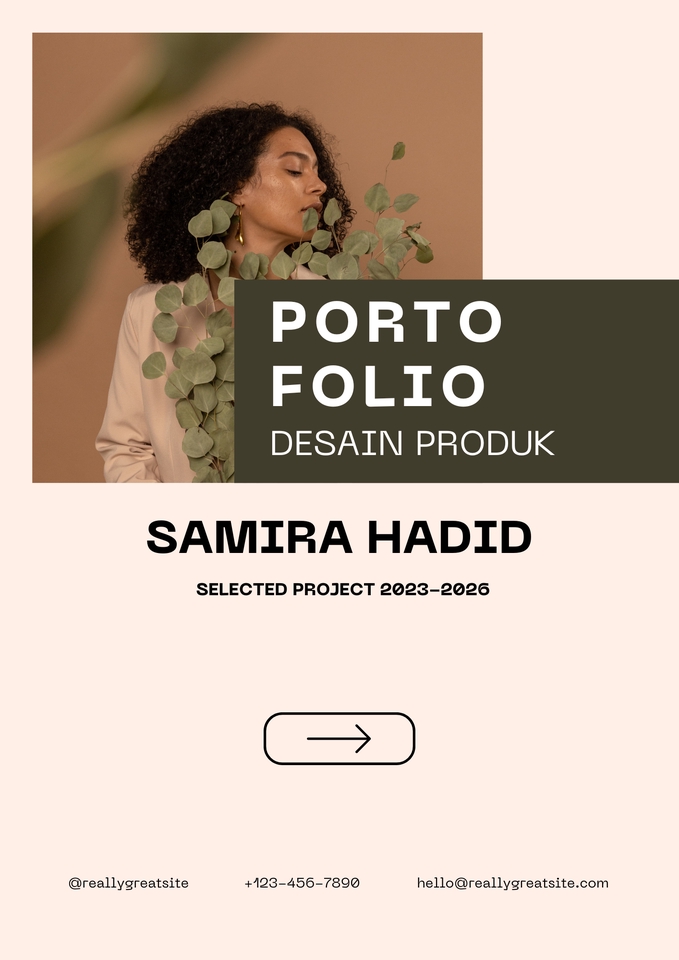 PORTO
FOLIO
DESAIN PRODUK
SAMIRA HADID
SELECTED PROJECT 2023-2026
@reallygreatsite
+123-456-7890
hello@reallygreatsite.com